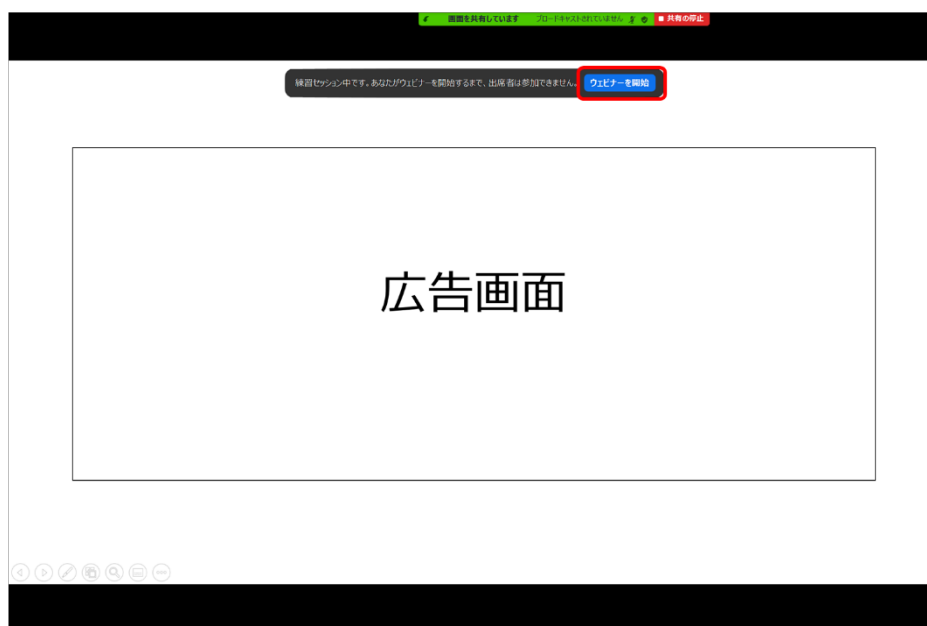 画面を共有しています ブロードキャストされていません 共有の停止
練習セッション中です。あなたがウェビナーを開始するまで、出席者は参加できません。 ウェビナーを開始
広告画面